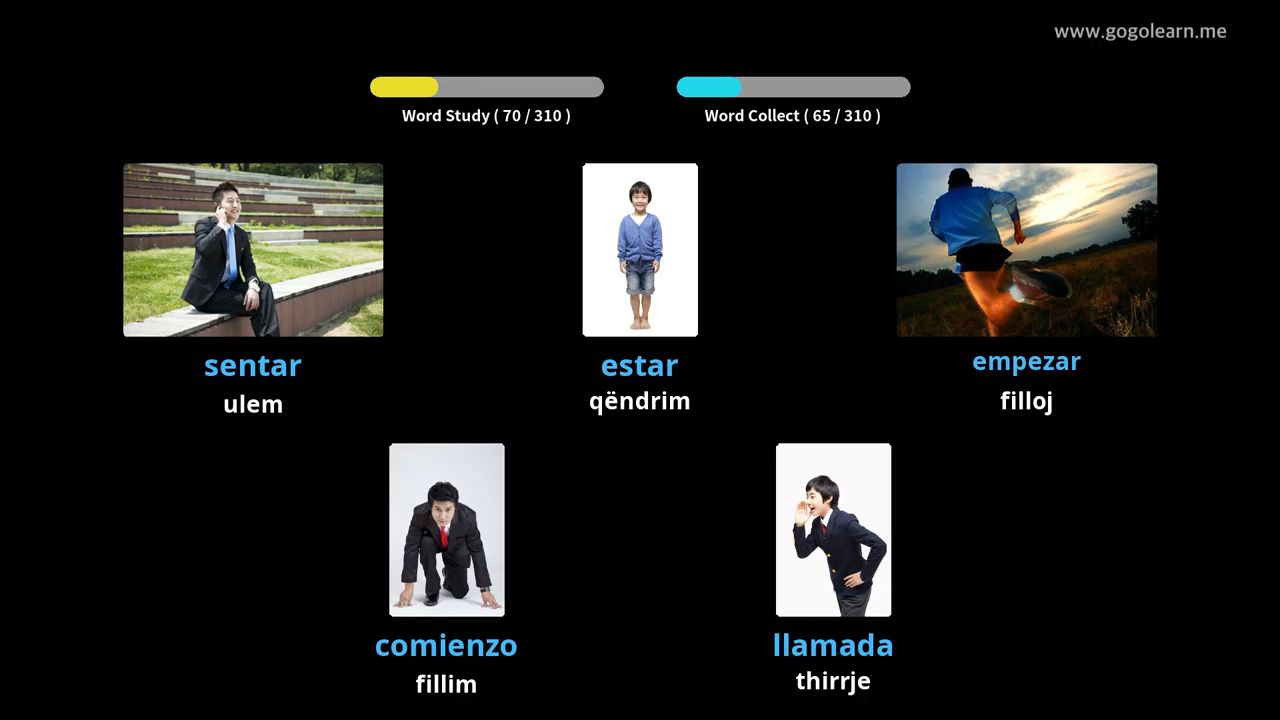 www.gogolearn.me
Word Study ( 70 / 310 )
Word Collect ( 65 / 310 )
sentar
ulem
estar
qëndrim
empezar
filloj
comienzo
fillim
llamada
thirrje